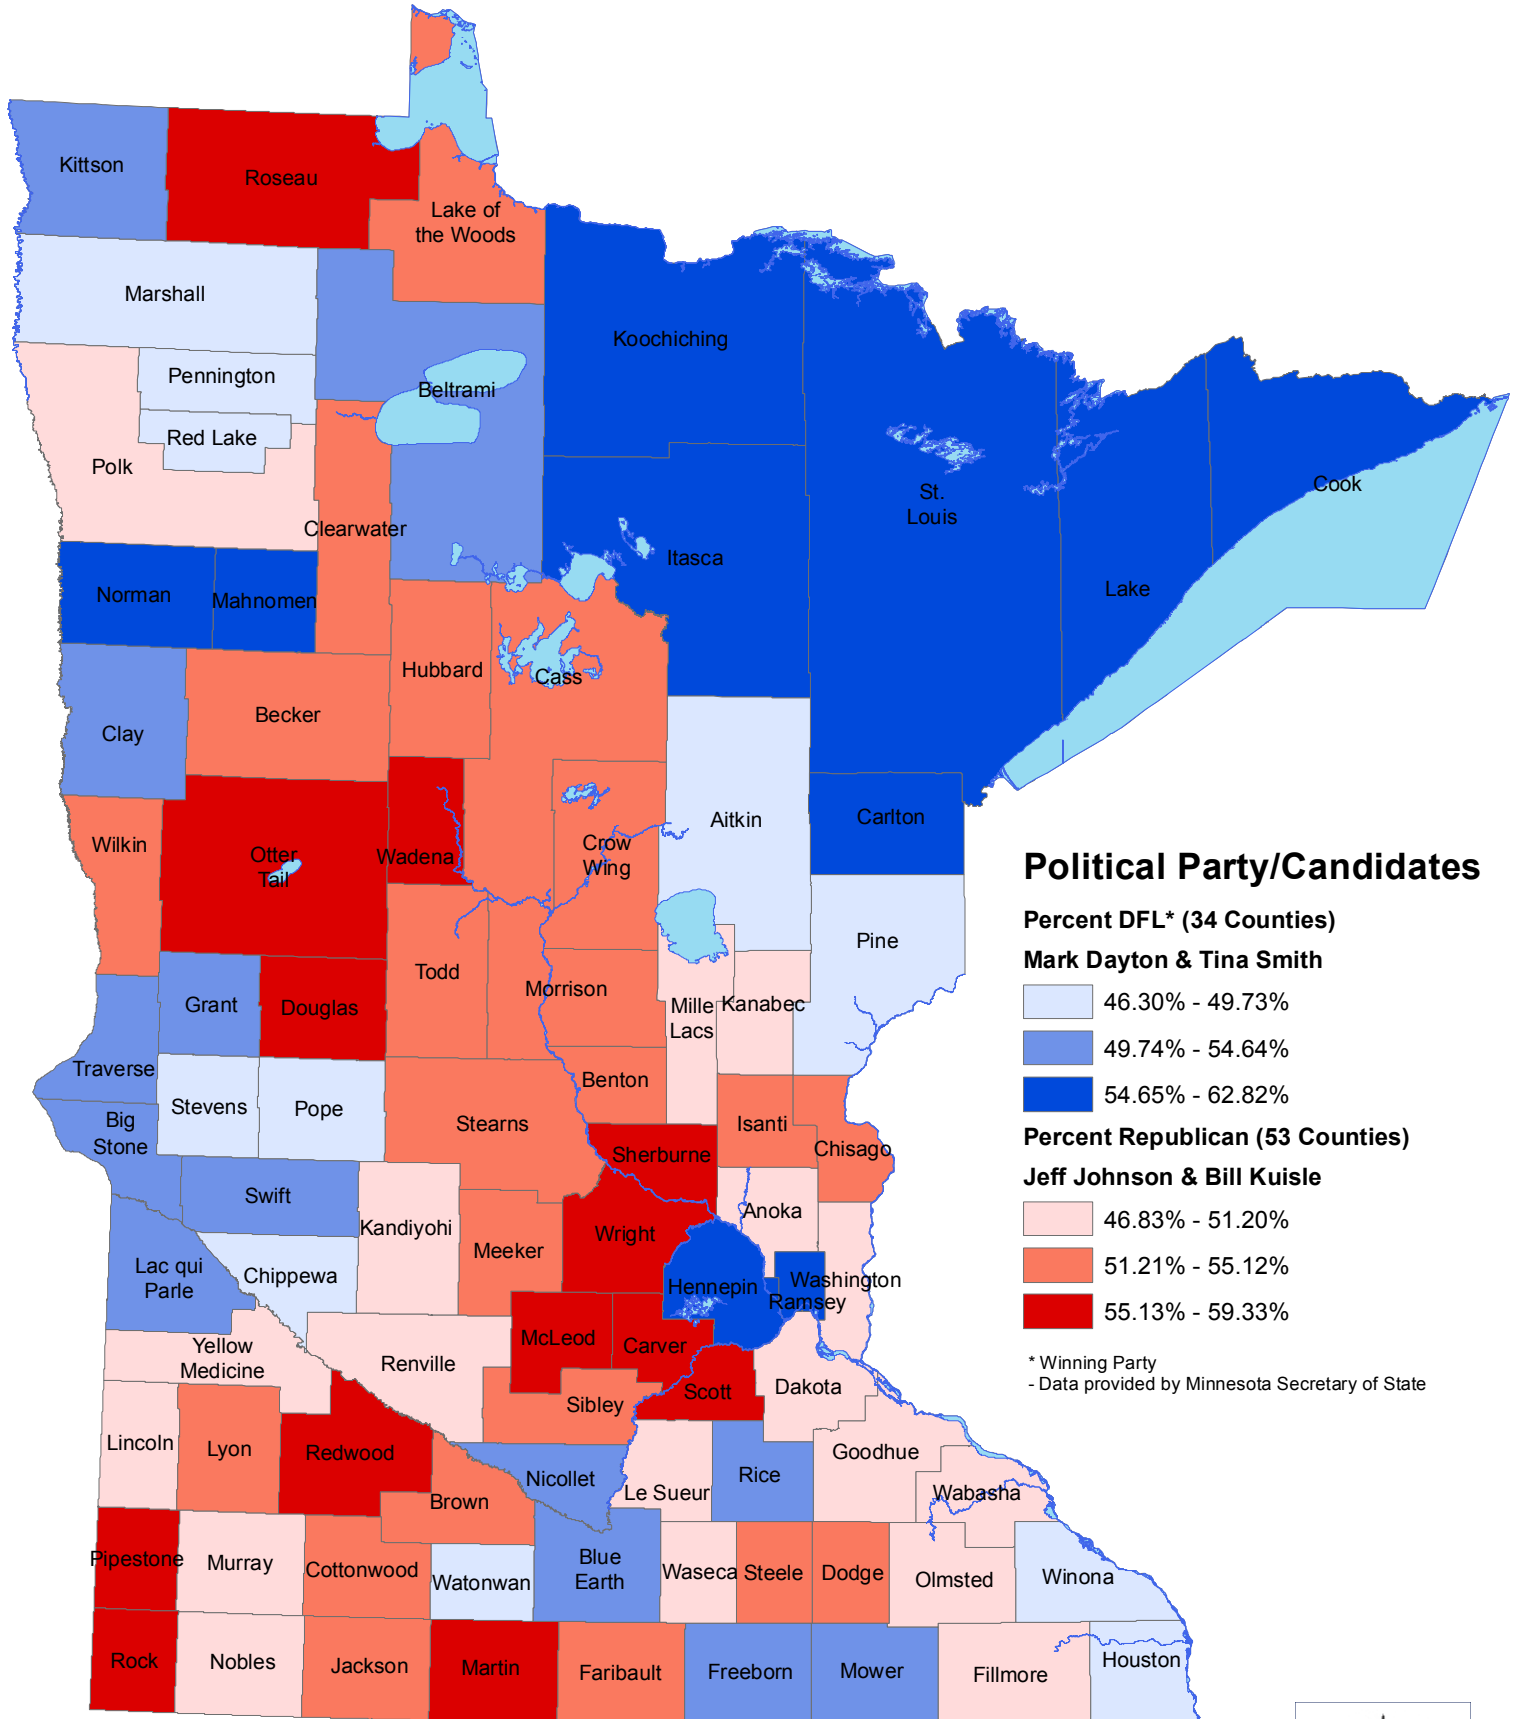 Kittson
Roseau
Lake of
the Woods
Marshall
Koochiching
Pennington
Beltrami
Red Lake
Polk
Cook
St.
Louis
Clearwater
Itasca
Lake
Norman
Mahnomen
Hubbard
Cass
Becker
Clay
Carlton
Aitkin
Wilkin
Crow
Wing
Otter
Tail
Wadena
Political Party/Candidates
Percent DFL* (34 Counties)
Pine
Mark Dayton & Tina Smith
Todd
Morrison
46.30% - 49.73%
Grant
Douglas
Mille
Lacs
Kanabec
49.74% - 54.64%
Traverse
Benton
54.65% - 62.82%
Stevens
Pope
Big
Stone
Stearns
Isanti
Percent Republican (53 Counties)
Chisago
Sherburne
Jeff Johnson & Bill Kuisle
Swift
Anoka
46.83% - 51.20%
Kandiyohi
Wright
Meeker
51.21% - 55.12%
Lac qui
Parle
Chippewa
Hennepin
Washington
Ramsey
55.13% - 59.33%
McLeod
Carver
Yellow
Medicine
Renville
* Winning Party
- Data provided by Minnesota Secretary of State
Scott
Dakota
Sibley
Lincoln
Lyon
Redwood
Goodhue
Nicollet
Rice
Le Sueur
Wabasha
Brown
Pipestone
Murray
Cottonwood
Watonwan
Blue
Earth
Waseca
Steele
Dodge
Olmsted
Winona
Rock
Nobles
Jackson
Martin
Faribault
Freeborn
Mower
Fillmore
Houston